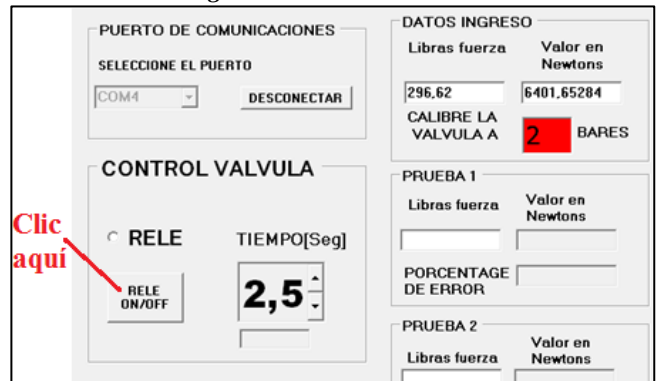 PUERTO DE COMUNICACIONES
SELECCIONE EL PUERTO
COM4
DESCONECTAR
CONTROL VALVULA
Clic
aquí
RELE
TIEMPO[Seg]
RELE
ON/OFF
2,5
DATOS INGRESO
Libras fuerza
Valor en
Newtons
296,62
6401,65284
CALIBRE LA
VALVULA A
2
BARES
PRUEBA 1
Libras fuerza
Valor en
Newtons
PORCENTAGE
DE ERROR
PRUEBA 2
Libras fuerza
Valor en
Newtons